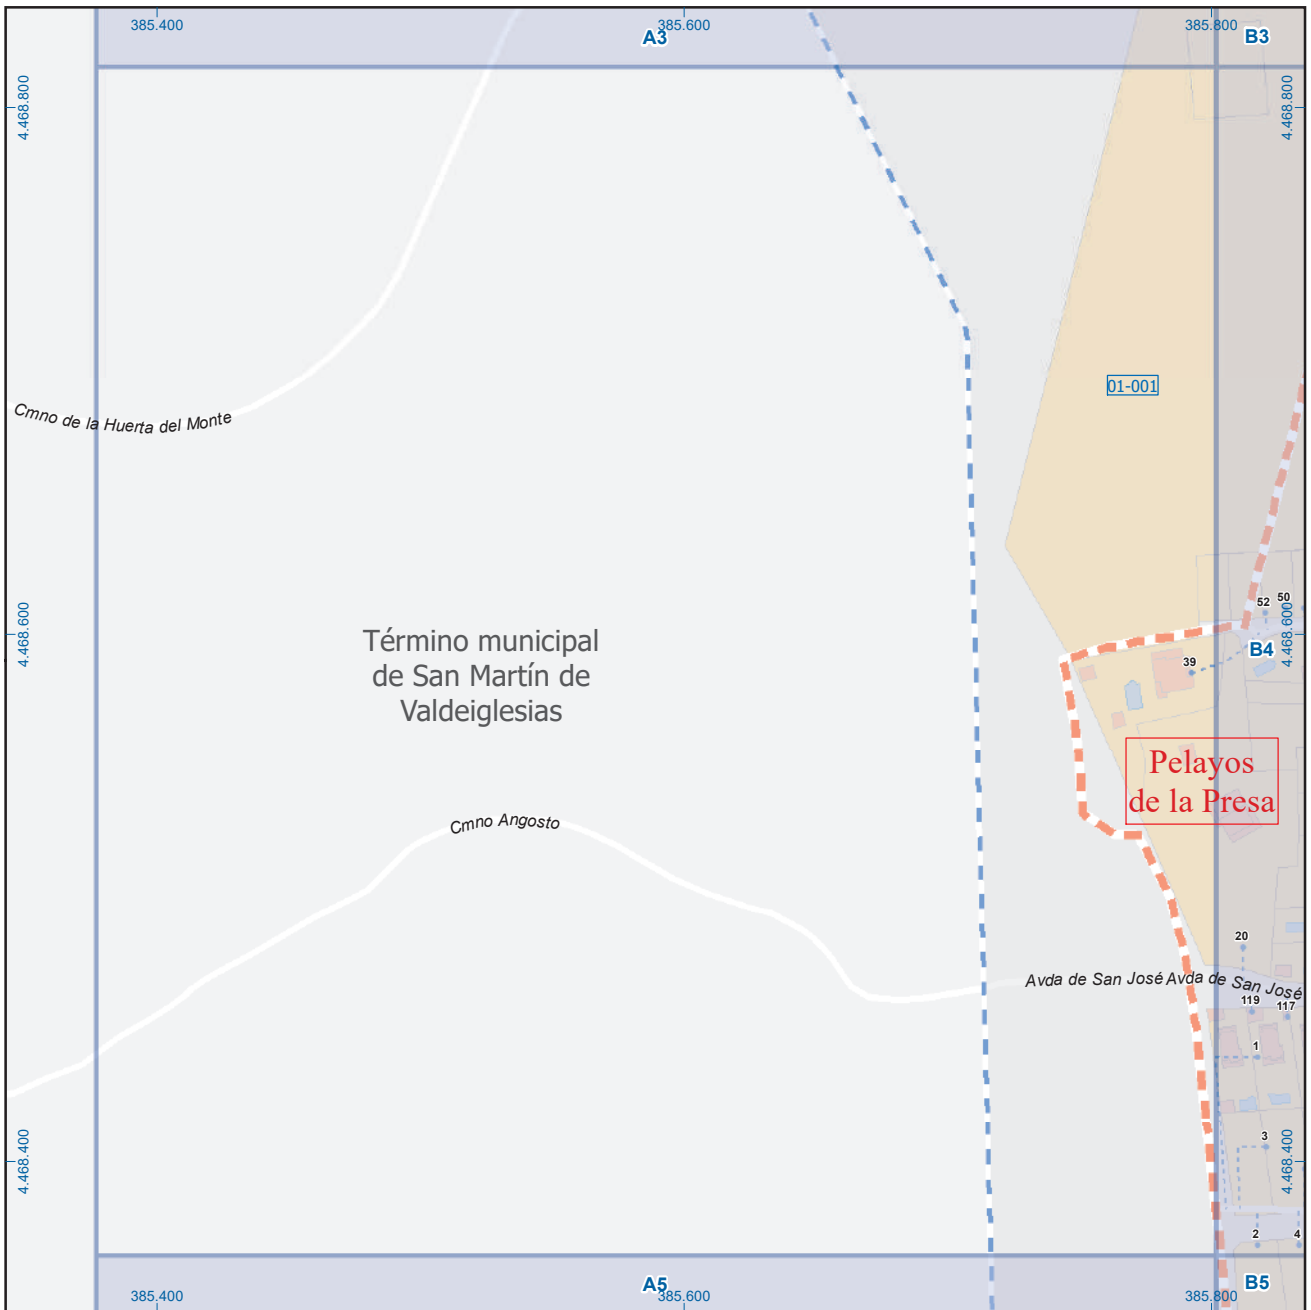 385.400
385.600
385.800
A3
B3
4.468.800
4.468.800
01-001
Cmno de la Huerta del Monte
52
50
4.468.600
4.468.600
Término municipal
de San Martín de
Valdeiglesias
B4
39
Pelayos
de la Presa
Cmno Angosto
20
Avda de San José
Avda de San José
119
117
1
3
4.468.400
4.468.400
2
4
A5
B5
385.400
385.600
385.800